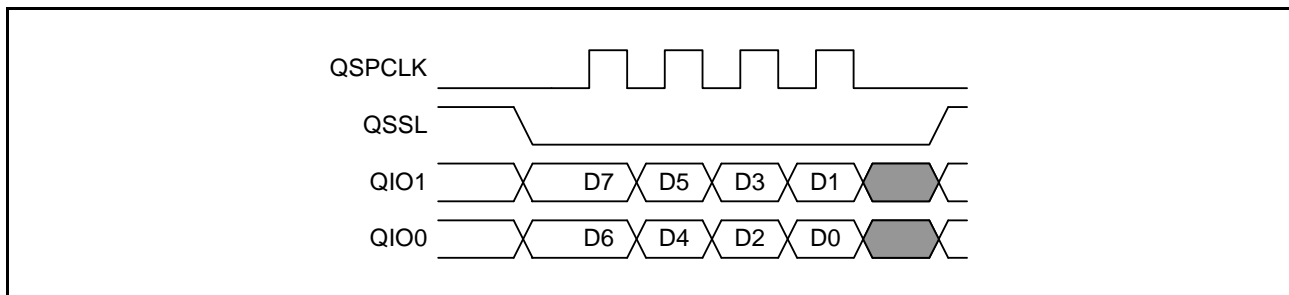 QSPCLK
QSSL
QIO1 D7 D5 D3 D1
QIO0 D6 D4 D2 D0